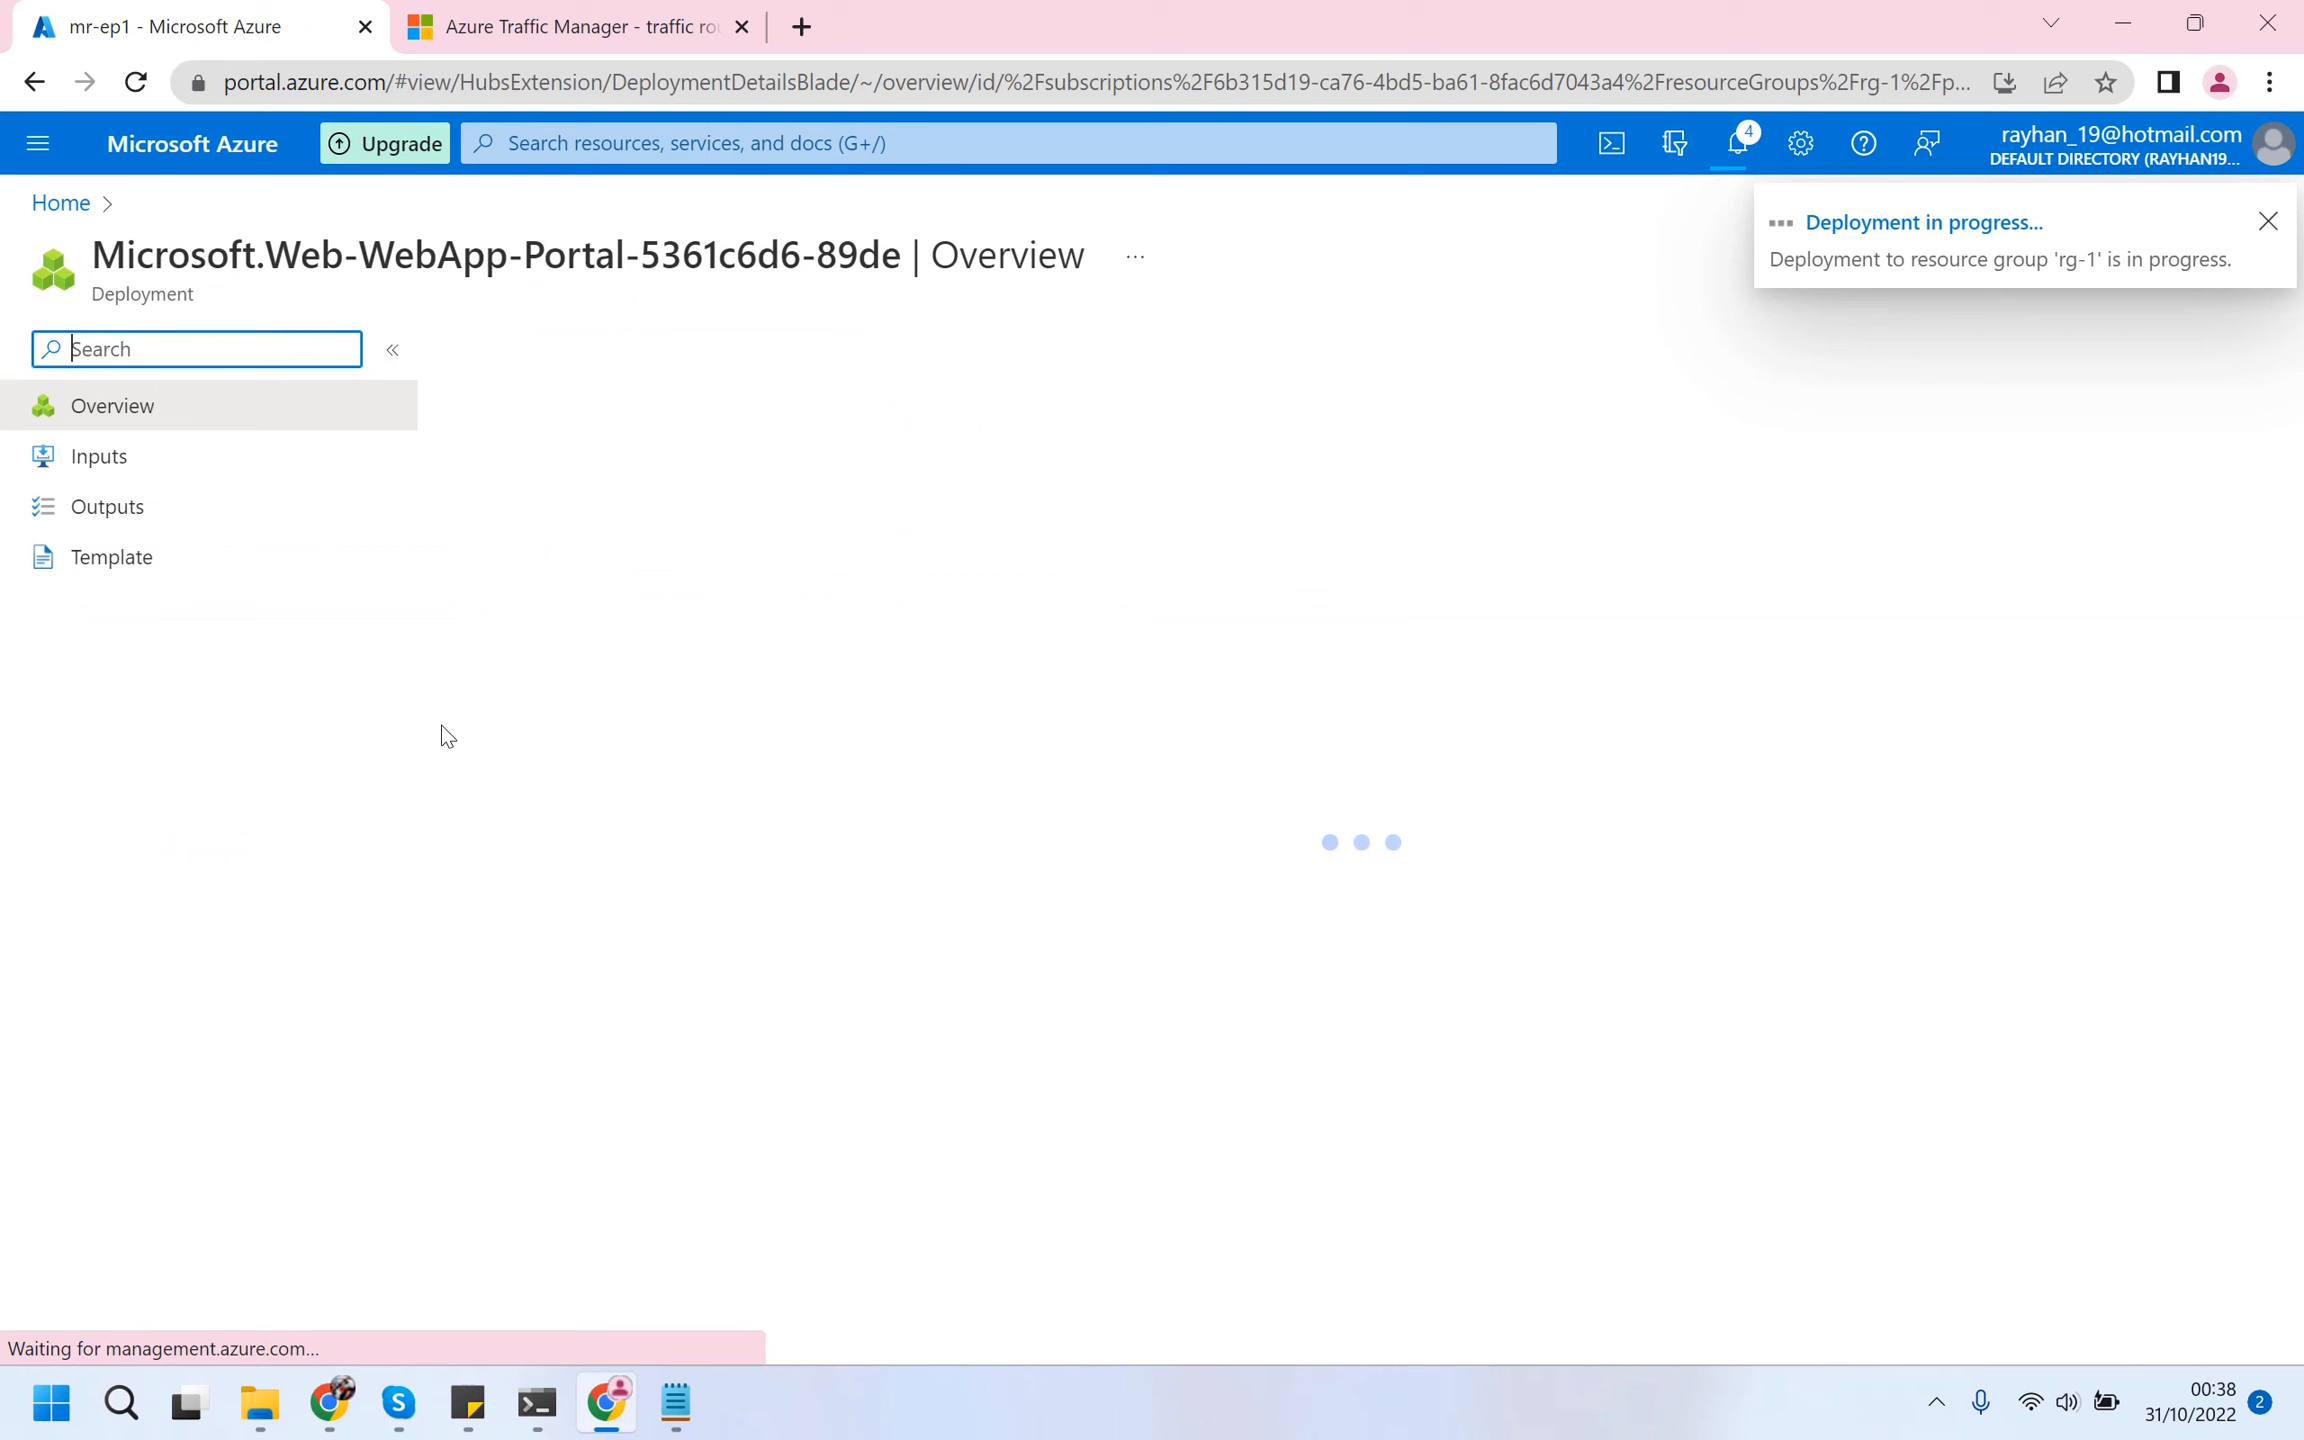 mr-ep1 - Microsoft Azure
Azure Traffic Manager - traffic ro
portal.azure.com/#view/HubsExtension/DeploymentDetailsBlade/~/overview/id/%2Fsubscriptions%2F6b315d19-ca76-4bd5-ba61-8fac6d7043a4%2FresourceGroups%2Frg-1%2Fp...
Microsoft Azure
Upgrade
Search resources, services, and docs (G+/)
4
rayhan_19@hotmail.com
DEFAULT DIRECTORY (RAYHAN19...
Home >
Microsoft.Web-WebApp-Portal-5361c6d6-89de | Overview ...
Deployment
Deployment in progress...
Deployment to resource group 'rg-1' is in progress.
Search
Overview
Inputs
Outputs
Template
Waiting for management.azure.com...
00:38
31/10/2022
2